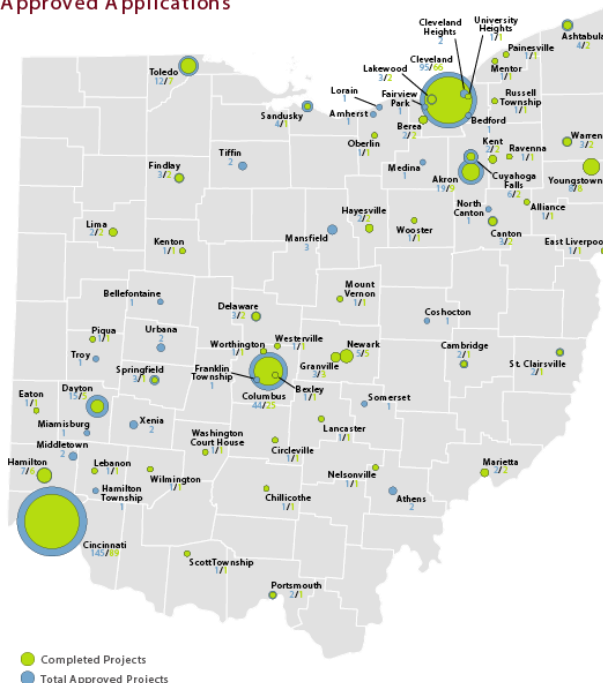 Approved Applications
Cleveland
Heights
2
University
Heights
1/1
Ashtabula
4/2
Painesville
1/1
Cleveland
95/66
Mentor
1/1
Lakewood
3/2
Toledo
12/7
Lorain
1
Fairview
Park
1
Russell
Township
1/1
Sandusky
4/1
Amherst
1
Bedford
1
Berea
2/2
Oberlin
1/1
Kent
2/2
Ravenna
1/1
Warren
3/2
Tiffin
2
Medina
1
Findlay
3/2
Akron
19/9
Cuyahoga
Falls
6/2
Youngstown
8/8
Hayesville
2/2
North
Canton
1
Alliance
1/1
Lima
2/2
Wooster
1/1
Canton
3/2
Kenton
1/1
Mansfield
3
East Liverpoo
1/1
Mount
Vernon
1/1
Bellefontaine
1
Delaware
3/2
Coshocton
1
Piqua
1/1
Urbana
2
Westerville
1/1
Worthington
1/1
Newark
5/5
Cambridge
2/1
Troy
1
Granville
3/3
St. Clairsville
2/1
Springfield
3/1
Franklin
Township
1
Bexley
1/1
Eaton
1/1
Dayton
15/5
Columbus
44/25
Somerset
1
Miamisburg
1
Xenia
2
Lancaster
1/1
Washington
Court House
1/1
Middletown
2
Circleville
1/1
Hamilton
7/6
Lebanon
1/1
Wilmington
1/1
Nelsonville
1/1
Marietta
2/2
Hamilton
Township
1
Chillicothe
1/1
Athens
2
Cincinnati
145/89
ScottTownship
1/1
Portsmouth
2/1
Completed Projects
Total Approved Projects